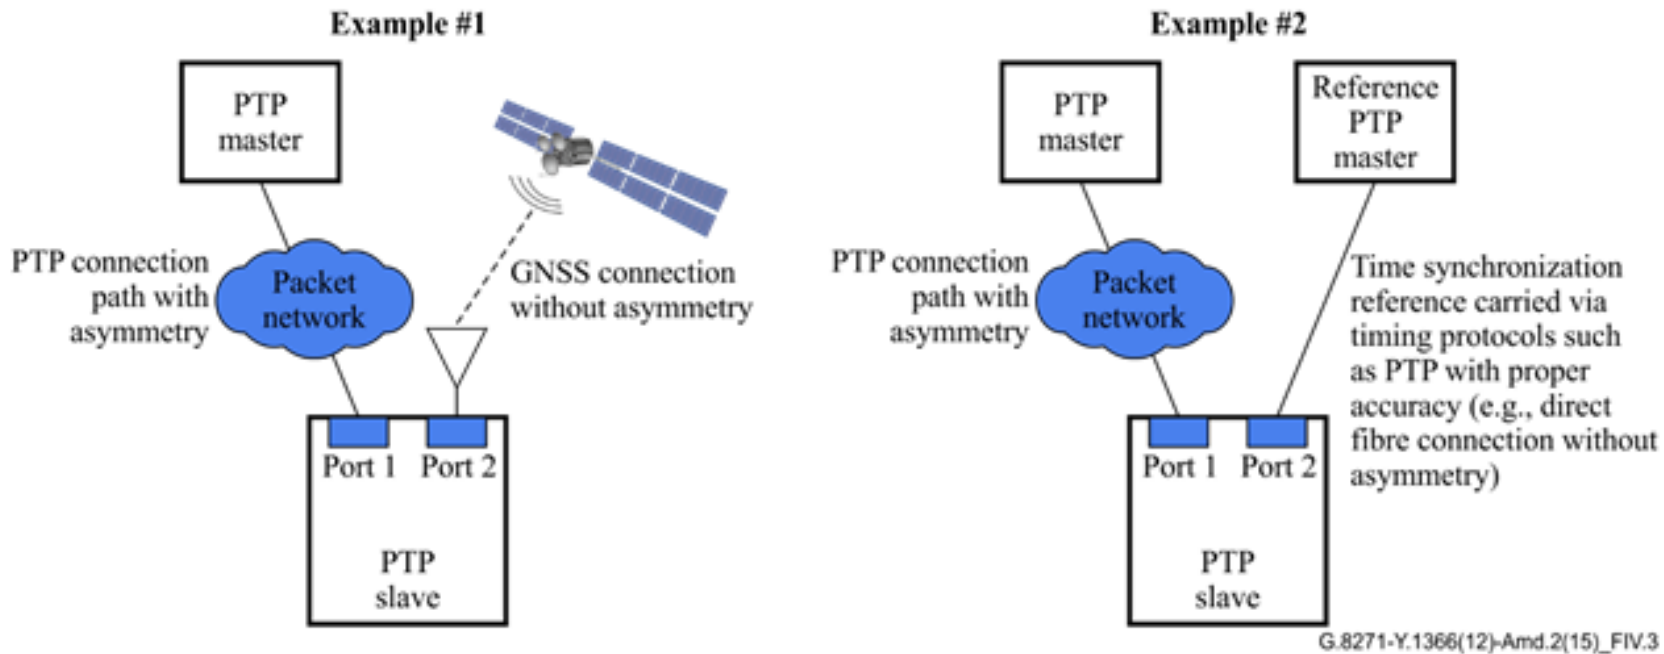 Example #1
PTP
master
PTP connection
path with
asymmetry
Packet
network
GNSS connection
without asymmetry
Port 1
Port 2
PTP
slave
Example #2
PTP
master
Reference
PTP
master
PTP connection
path with
asymmetry
Packet
network
Time synchronization
reference carried via
timing protocols such
as PTP with proper
accuracy (e.g., direct
fibre connection without
asymmetry)
Port 1
Port 2
PTP
slave
G.8271-Y.1366(12)-Amd.2(15)_FIV.3